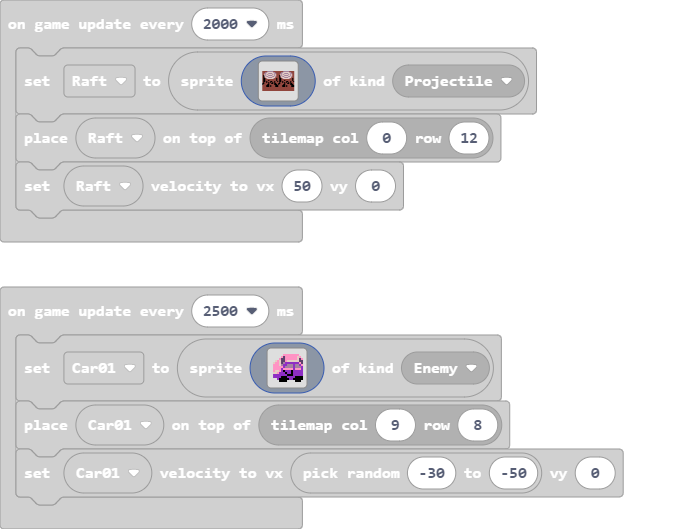 on game update every 2000 ms
set Raft to sprite of kind Projectile
place Raft on top of tilemap col 0 row 12
set Raft velocity to vx 50 vy 0
on game update every 2500 ms
set Car01 to sprite of kind Enemy
place Car01 on top of tilemap col 9 row 8
set Car01 velocity to vx pick random -30 to -50 vy 0